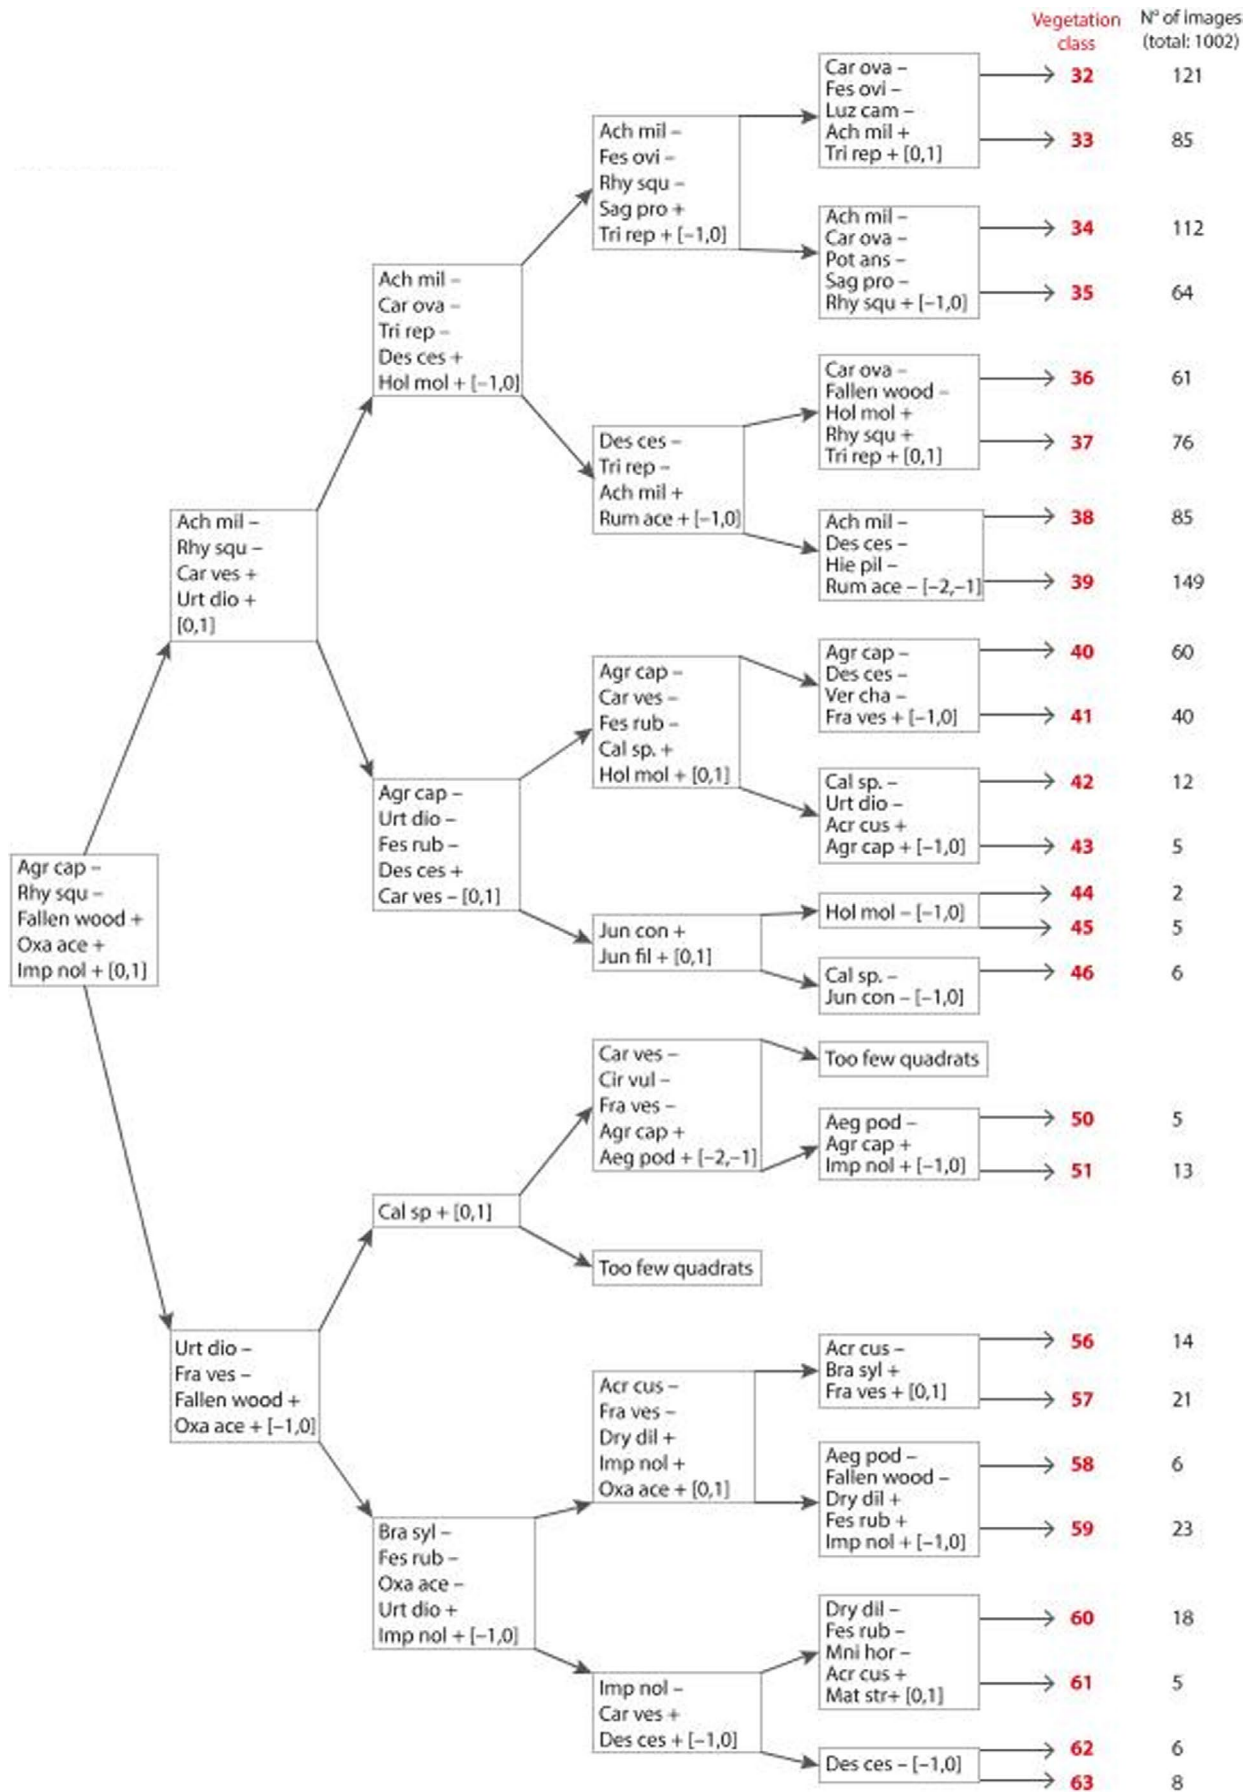 Vegetation
class
N° of images
(total: 1002)
Car ova –
Fes ovi –
Luz cam –
Ach mil +
Tri rep + [0,1]
32 121
33 85
Ach mil –
Fes ovi –
Rhy squ –
Sag pro +
Tri rep + [–1,0]
Ach mil –
Car ova –
Pot ans –
Sag pro –
Rhy squ + [–1,0]
34 112
35 64
Ach mil –
Car ova –
Tri rep –
Des ces +
Hol mol + [–1,0]
Car ova –
Fallen wood –
Hol mol +
Rhy squ +
Tri rep + [0,1]
36 61
37 76
Des ces –
Tri rep –
Ach mil +
Rum ace + [–1,0]
Ach mil –
Des ces –
Hie pil –
Rum ace – [–2,–1]
38 85
39 149
Ach mil –
Rhy squ –
Car ves +
Urt dio +
[0,1]
Agr cap –
Car ves –
Fes rub –
Cal sp. +
Hol mol + [0,1]
Agr cap –
Des ces –
Ver cha –
Fra ves + [–1,0]
40 60
41 40
Agr cap –
Urt dio –
Fes rub –
Des ces +
Car ves – [0,1]
Cal sp. –
Urt dio –
Acr cus +
Agr cap + [–1,0]
42 12
43 5
Agr cap –
Rhy squ –
Fallen wood +
Oxa ace +
Imp nol + [0,1]
Jun con +
Jun fil + [0,1]
Hol mol – [–1,0]
44 2
45 5
Cal sp. –
Jun con – [–1,0]
46 6
Car ves –
Cir vul –
Fra ves –
Agr cap +
Aeg pod + [–2,–1]
Too few quadrats
Aeg pod –
Agr cap +
Imp nol + [–1,0]
50 5
51 13
Cal sp + [0,1]
Too few quadrats
Urt dio –
Fra ves –
Fallen wood +
Oxa ace + [–1,0]
Acr cus –
Fra ves –
Dry dil +
Imp nol +
Oxa ace + [0,1]
Acr cus –
Bra syl +
Fra ves + [0,1]
56 14
57 21
Aeg pod –
Fallen wood –
Dry dil +
Fes rub +
Imp nol + [–1,0]
58 6
59 23
Bra syl –
Fes rub –
Oxa ace –
Urt dio +
Imp nol + [–1,0]
Dry dil –
Fes rub –
Mni hor –
Acr cus +
Mat str+ [0,1]
60 18
61 5
Imp nol –
Car ves +
Des ces + [–1,0]
Des ces – [–1,0]
62 6
63 8